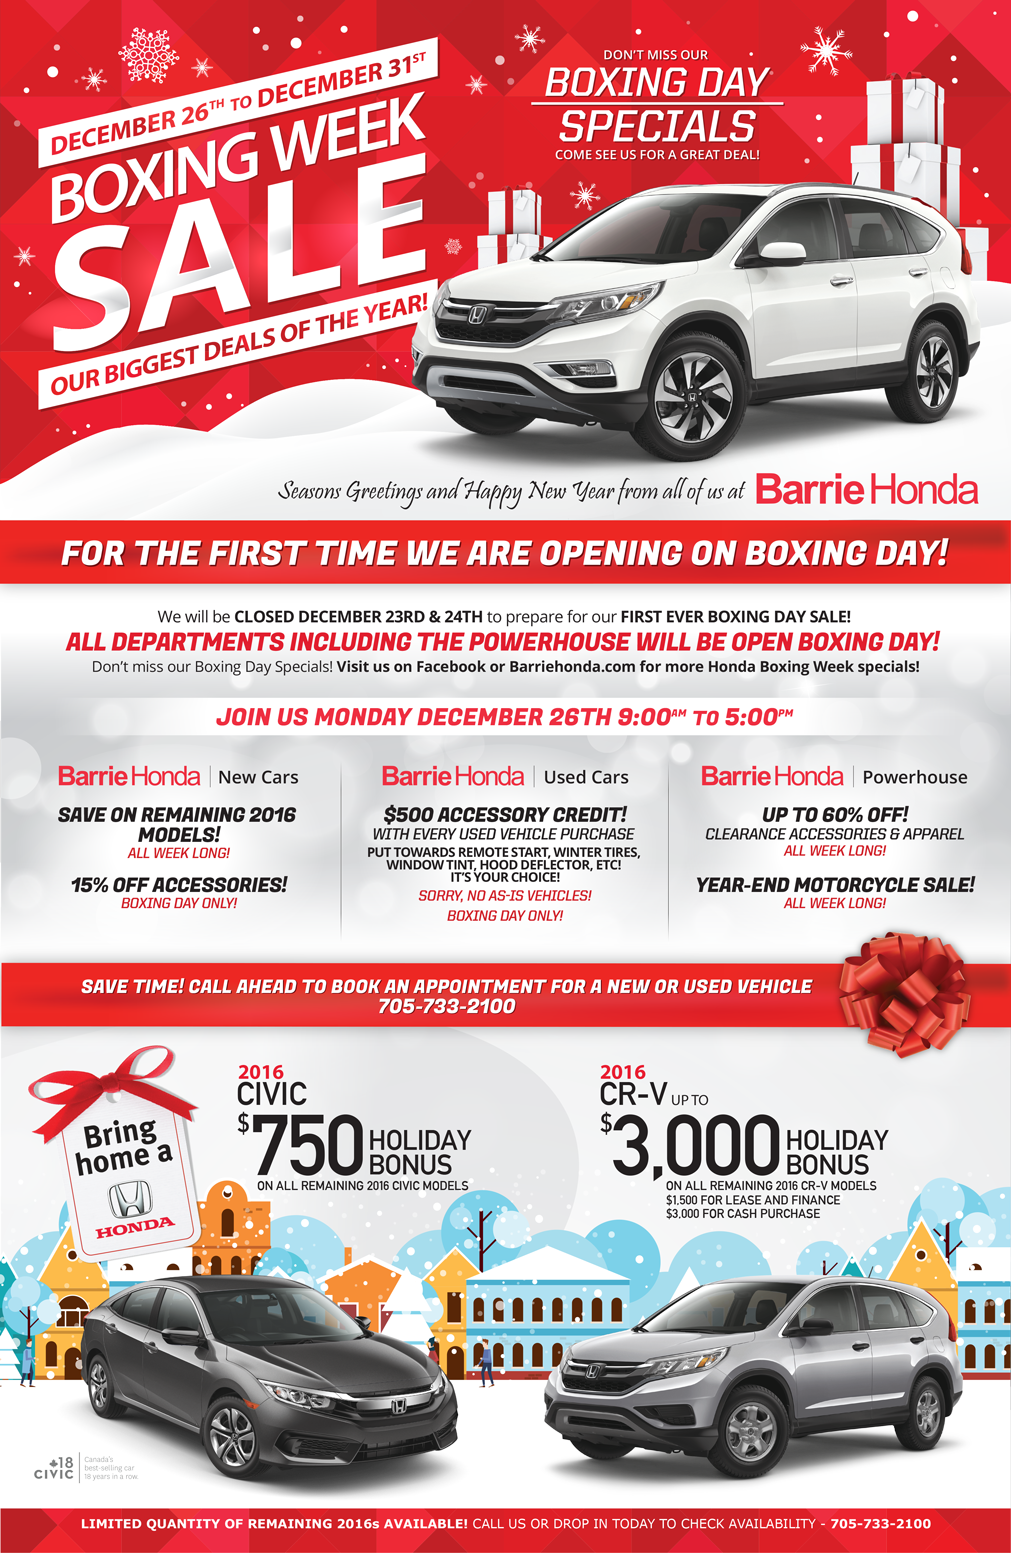 DECEMBER 26TH TO DECEMBER 31ST
BOXING WEEK
SALE
OUR BIGGEST DEALS OF THE YEAR!
DON'T MISS OUR
BOXING DAY
SPECIALS
COME SEE US FOR A GREAT DEAL!
Seasons Greetings and Happy New Year from all of us at Barrie Honda
FOR THE FIRST TIME WE ARE OPENING ON BOXING DAY!
We will be CLOSED DECEMBER 23RD & 24TH to prepare for our FIRST EVER BOXING DAY SALE!
ALL DEPARTMENTS INCLUDING THE POWERHOUSE WILL BE OPEN BOXING DAY!
Don't miss our Boxing Day Specials! Visit us on Facebook or Barriehonda.com for more Honda Boxing Week specials!
JOIN US MONDAY DECEMBER 26TH 9:00AM TO 5:00PM
Barrie Honda | New Cars
SAVE ON REMAINING 2016
MODELS!
ALL WEEK LONG!
15% OFF ACCESSORIES!
BOXING DAY ONLY!
Barrie Honda | Used Cars
$500 ACCESSORY CREDIT!
WITH EVERY USED VEHICLE PURCHASE
PUT TOWARDS REMOTE START, WINTER TIRES,
WINDOW TINT, HOOD DEFLECTOR, ETC!
IT'S YOUR CHOICE!
SORRY, NO AS-IS VEHICLES!
BOXING DAY ONLY!
Barrie Honda | Powerhouse
UP TO 60% OFF!
CLEARANCE ACCESSORIES & APPAREL
ALL WEEK LONG!
YEAR-END MOTORCYCLE SALE!
ALL WEEK LONG!
SAVE TIME! CALL AHEAD TO BOOK AN APPOINTMENT FOR A NEW OR USED VEHICLE
705-733-2100
Bring
home a
HONDA
2016
CIVIC
$750 HOLIDAY
BONUS
ON ALL REMAINING 2016 CIVIC MODELS
2016
CR-V UP TO
$3,000 HOLIDAY
BONUS
ON ALL REMAINING 2016 CR-V MODELS
$1,500 FOR LEASE AND FINANCE
$3,000 FOR CASH PURCHASE
18
CIVIC
Canada's
best-selling car
18 years in a row.
LIMITED QUANTITY OF REMAINING 2016s AVAILABLE! CALL US OR DROP IN TODAY TO CHECK AVAILABILITY - 705-733-2100